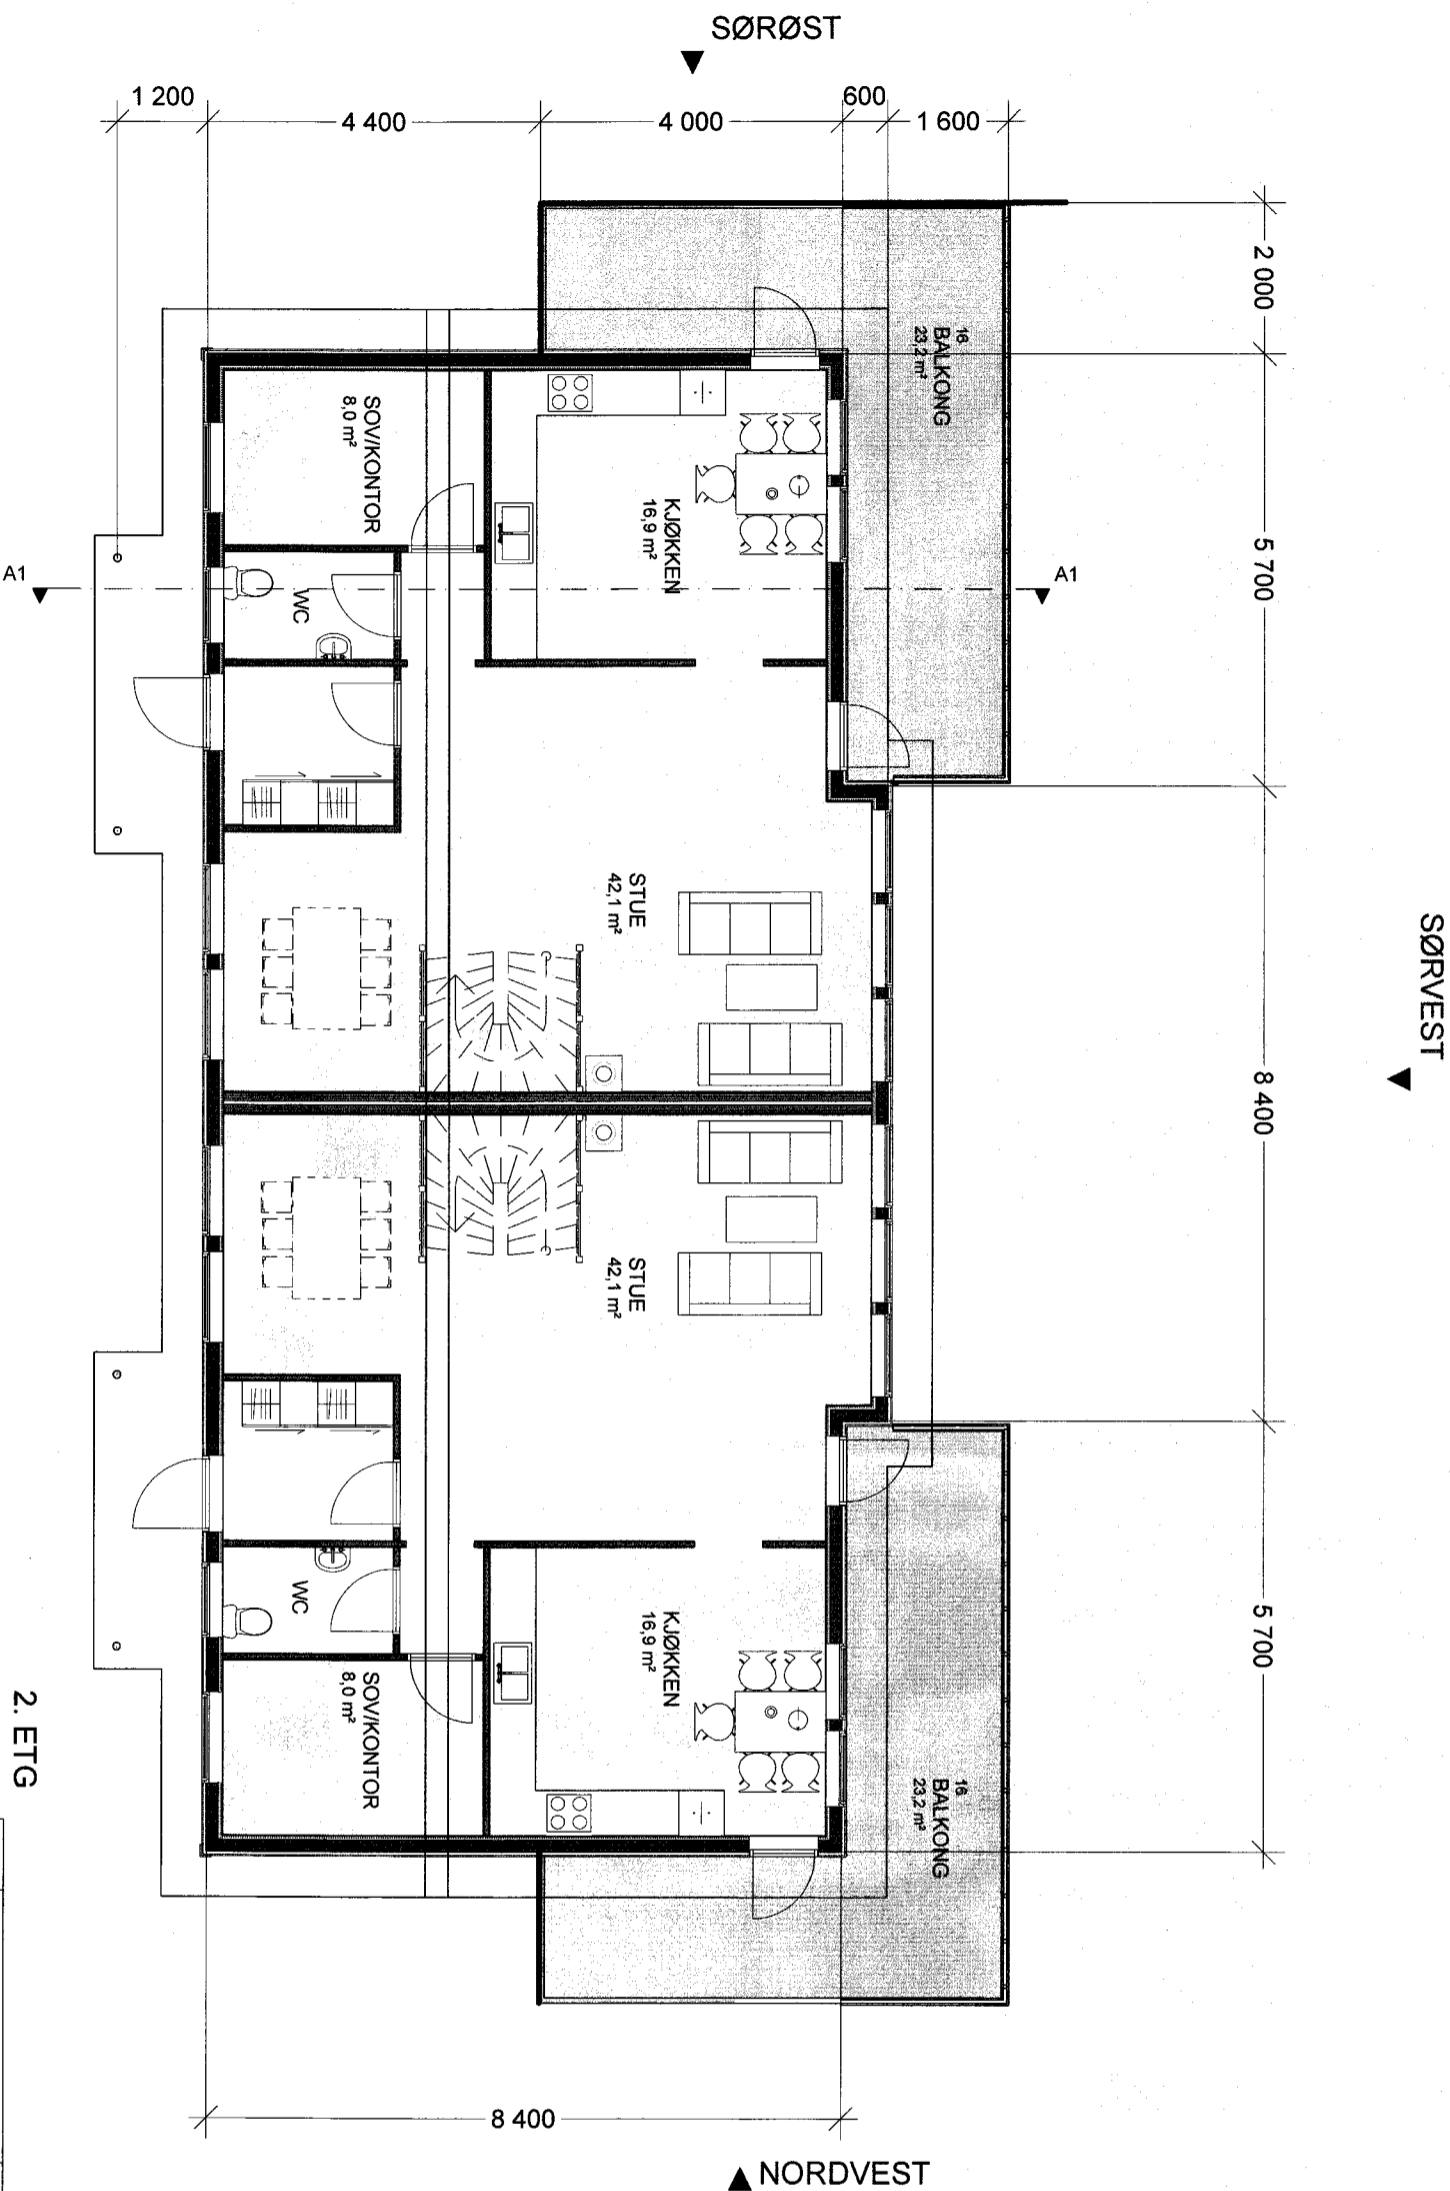 SØRØST
1 200
4 400
4 000
600
1 600
2 000
16
BALKONG
23,2 m²
SOV/KONTOR
8,0 m²
KJØKKEN
16,9 m²
5 700
A1
A1
WC
STUE
42,1 m²
SØRVEST
8 400
STUE
42,1 m²
WC
KJØKKEN
16,9 m²
5 700
SOV/KONTOR
8,0 m²
16
BALKONG
23,2 m²
2. ETG
8 400
NORDVEST